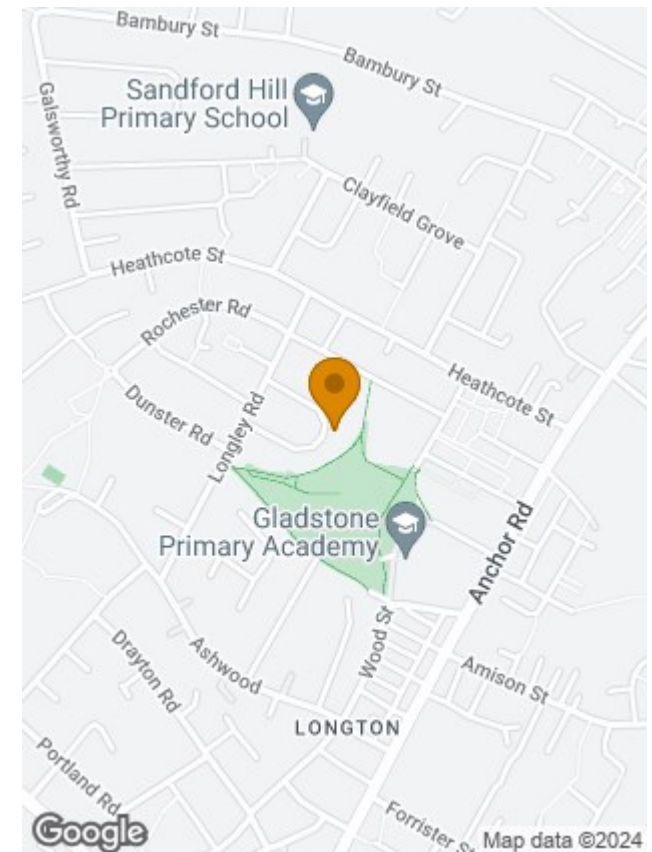 Bambury St
Bambury St
Sandford Hill
Primary School
Galsworthy Rd
Clayfield Grove
Heathcote St
Rochester Rd
Heathcote St
Dunster Rd
Longley Rd
Gladstone
Primary Academy
Anchor Rd
Wood St
Ashwood
Drayton Rd
Amison St
LONGTON
Portland Rd
Forrister St
Google
Map data ©2024